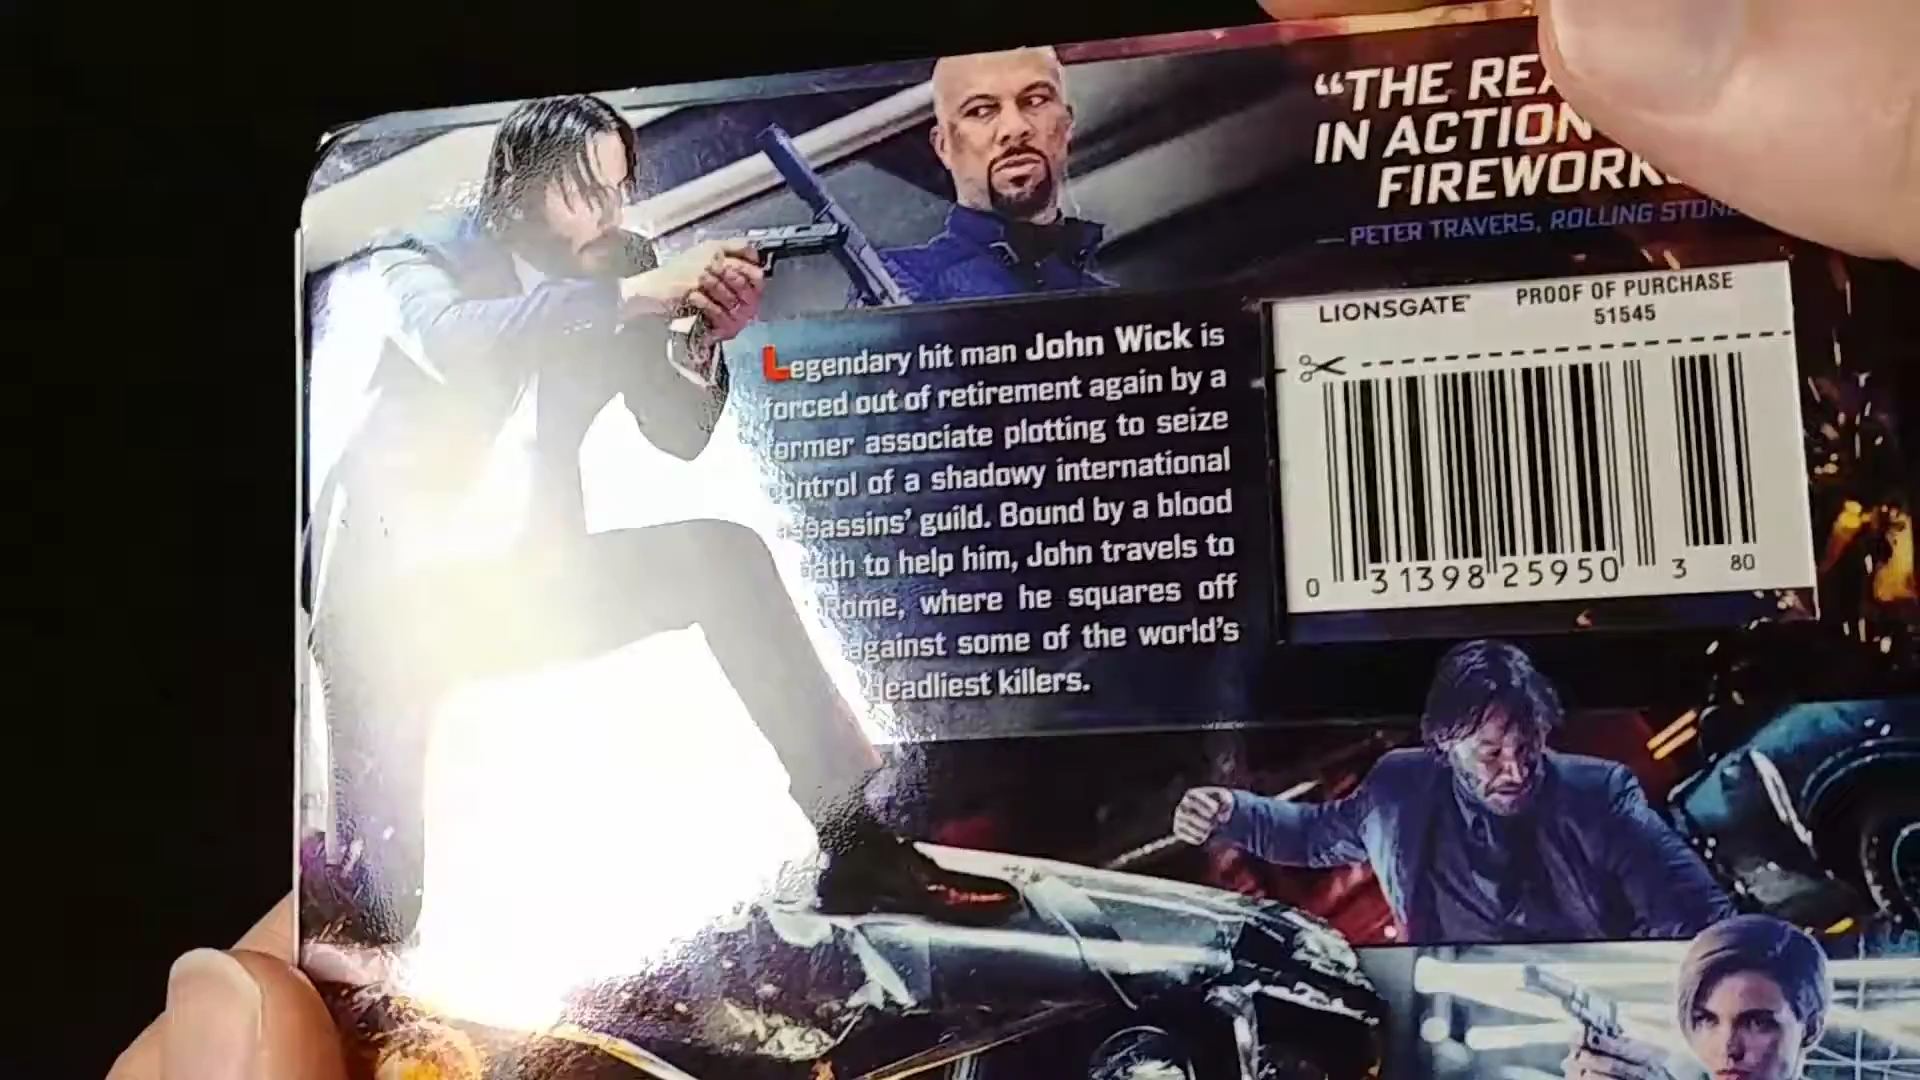 “THE REA
IN ACTION
FIREWORK
— PETER TRAVERS, ROLLING STONE
LIONSGATE
PROOF OF PURCHASE
51545
Legendary hit man John Wick is
forced out of retirement again by a
former associate plotting to seize
control of a shadowy international
assassins’ guild. Bound by a blood
oath to help him, John travels to
Rome, where he squares off
against some of the world’s
deadliest killers.
0 31398 25950 3 80